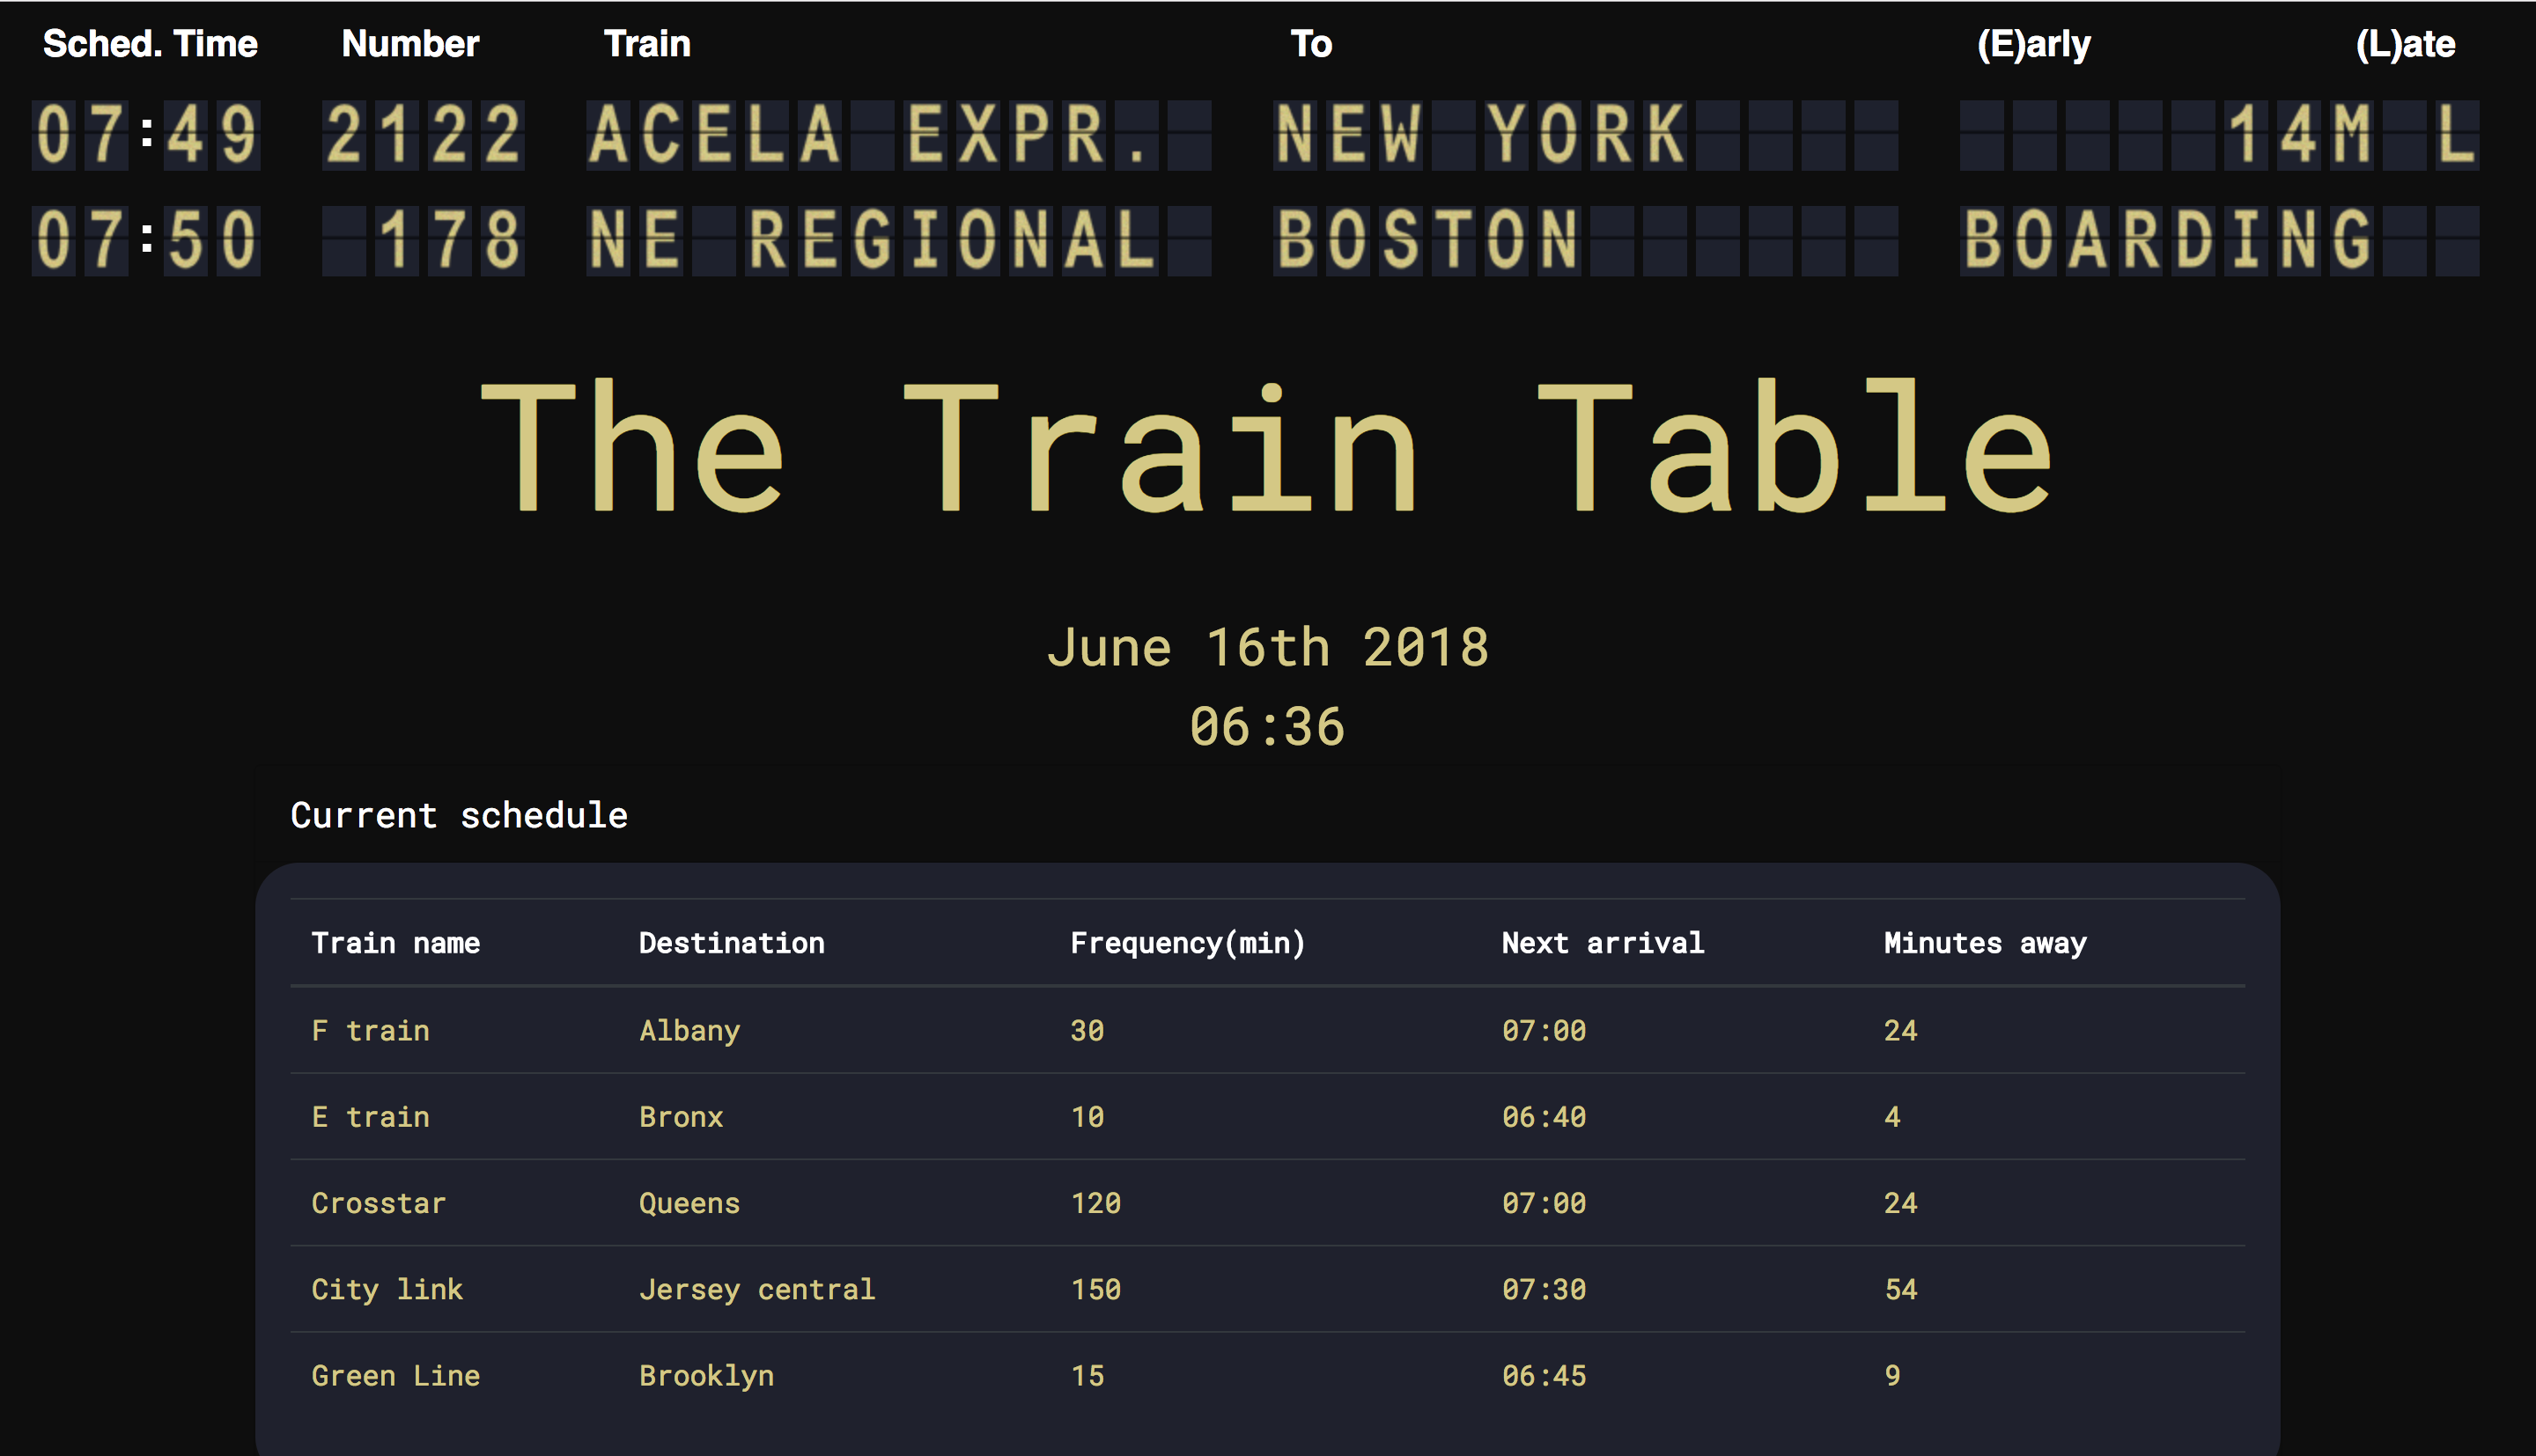 Sched. Time Number Train To (E)arly (L)ate
07:49 2122 ACELA EXPR. NEW YORK 14M L
07:50 178 NE REGIONAL BOSTON BOARDING
The Train Table
June 16th 2018
06:36
Current schedule
Train name Destination Frequency(min) Next arrival Minutes away
F train Albany 30 07:00 24
E train Bronx 10 06:40 4
Crosstar Queens 120 07:00 24
City link Jersey central 150 07:30 54
Green Line Brooklyn 15 06:45 9